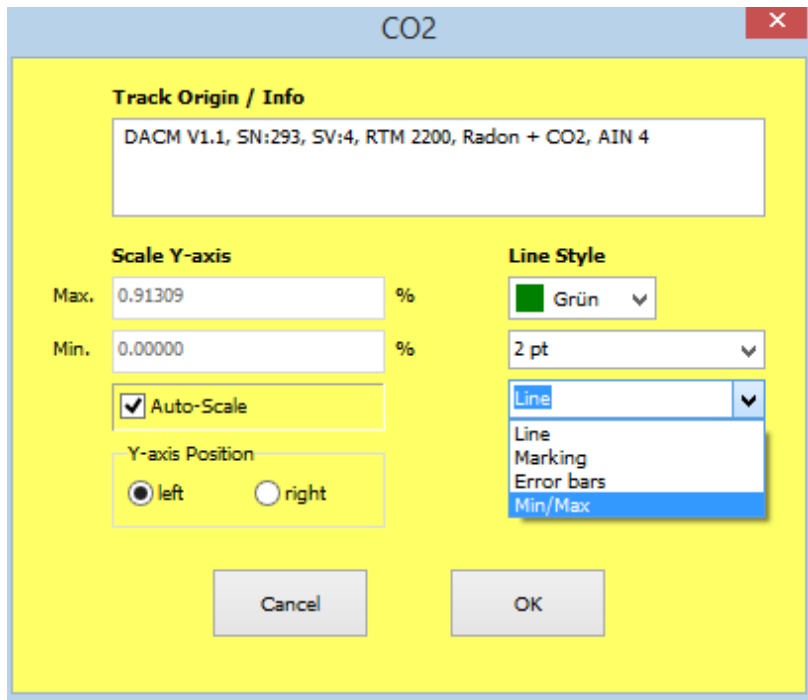 CO2
Track Origin / Info
DACM V1.1, SN:293, SV:4, RTM 2200, Radon + CO2, AIN 4
Scale Y-axis
Line Style
Max. 0.91309 %
Grün
Min. 0.00000 %
2 pt
Auto-Scale
Line
Line
Marking
Error bars
Min/Max
Y-axis Position
left right
Cancel OK